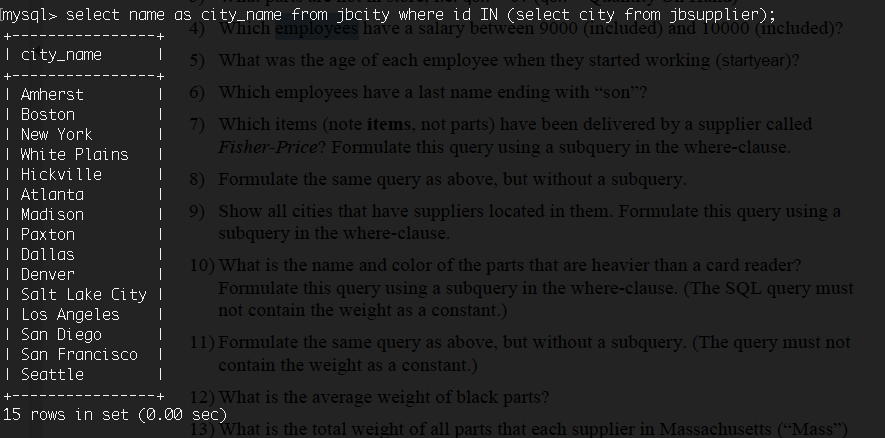 mysql> select name as city_name from jbcity where id IN (select city from jbsupplier);
+----------------+
| city_name      |
+----------------+
| Amherst        |
| Boston         |
| New York       |
| White Plains   |
| Hickville      |
| Atlanta        |
| Madison        |
| Paxton         |
| Dallas         |
| Denver         |
| Salt Lake City |
| Los Angeles    |
| San Diego      |
| San Francisco  |
| Seattle        |
+----------------+
15 rows in set (0.00 sec)
4) Which employees have a salary between 9000 (included) and 10000 (included)?
5) What was the age of each employee when they started working (startyear)?
6) Which employees have a last name ending with “son”?
7) Which items (note items, not parts) have been delivered by a supplier called
Fisher-Price? Formulate this query using a subquery in the where-clause.
8) Formulate the same query as above, but without a subquery.
9) Show all cities that have suppliers located in them. Formulate this query using a
subquery in the where-clause.
10) What is the name and color of the parts that are heavier than a card reader?
Formulate this query using a subquery in the where-clause. (The SQL query must
not contain the weight as a constant.)
11) Formulate the same query as above, but without a subquery. (The query must not
contain the weight as a constant.)
12) What is the average weight of black parts?
13) What is the total weight of all parts that each supplier in Massachusetts (“Mass”)